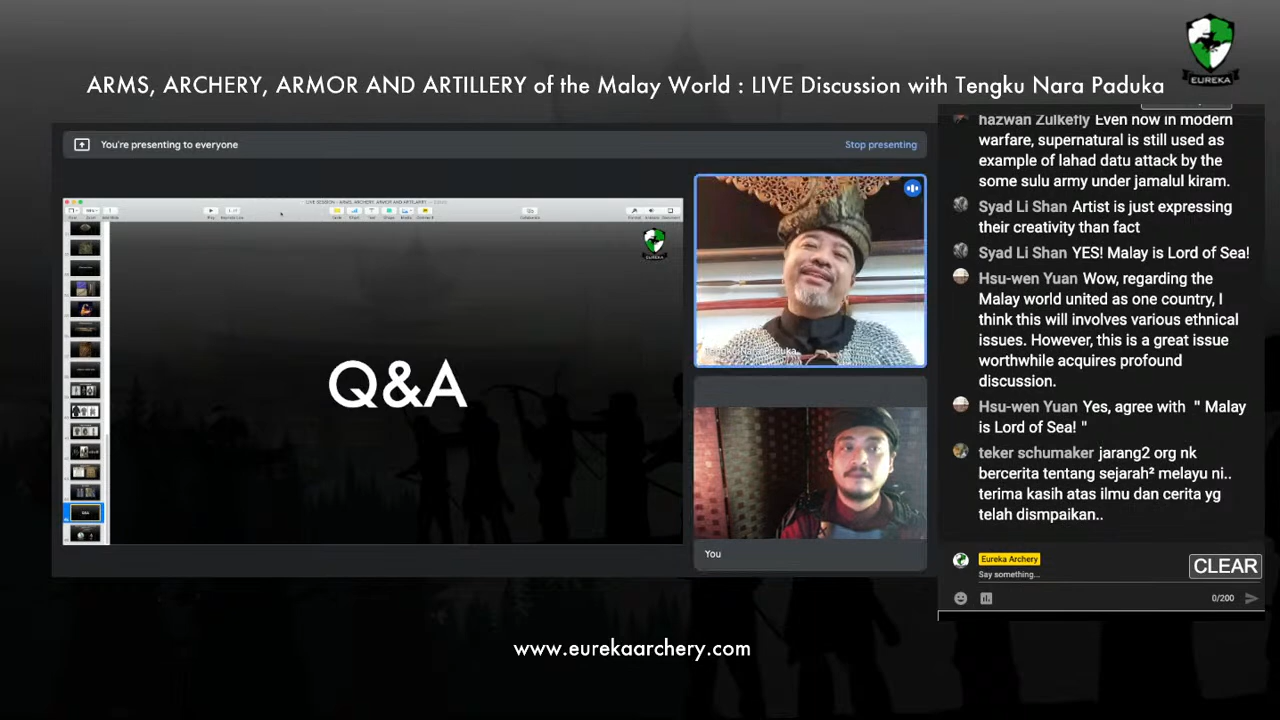 EUREKA
ARMS, ARCHERY, ARMOR AND ARTILLERY of the Malay World : LIVE Discussion with Tengku Nara Paduka
You're presenting to everyone
Stop presenting
EUREKA
Q&A
Q&A
Tengku Nara Paduka
You
hazwan Zulkefly Even now in modern
warfare, supernatural is still used as
example of lahad datu attack by the
some sulu army under jamalul kiram.
Syad Li Shan Artist is just expressing
their creativity than fact
Syad Li Shan YES! Malay is Lord of Sea!
Hsu-wen Yuan Wow, regarding the
Malay world united as one country, I
think this will involves various ethnical
issues. However, this is a great issue
worthwhile acquires profound
discussion.
Hsu-wen Yuan Yes, agree with " Malay
is Lord of Sea! "
teker schumaker jarang2 org nk
bercerita tentang sejarah² melayu ni..
terima kasih atas ilmu dan cerita yg
telah dismpaikan..
Eureka Archery
Say something...
CLEAR
0/200
www.eurekaarchery.com